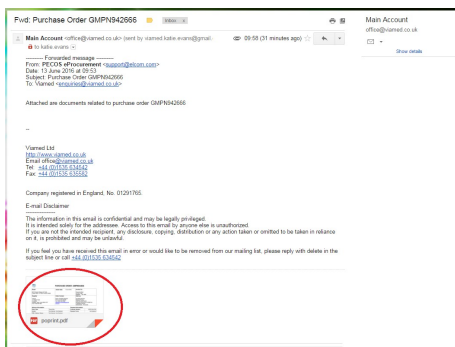 Fwd: Purchase Order GMPN942666 Inbox x
Main Account <office@viamed.co.uk> (sent by viamed.katie.evans@gmail. 09:58 (31 minutes ago)
to katie.evans
---------- Forwarded message ----------
From: PECOS eProcurement <support@elcom.com>
Date: 13 June 2016 at 09:53
Subject: Purchase Order GMPN942666
To: Viamed <enquiries@viamed.co.uk>
Attached are documents related to purchase order GMPN942666
--
Viamed Ltd
http://www.viamed.co.uk
Email office@viamed.co.uk
Tel: +44 (0)1535 634542
Fax: +44 (0)1535 635582
Company registered in England, No. 01291765.
E-mail Disclaimer
----------------
The information in this email is confidential and may be legally privileged.
It is intended solely for the addressee. Access to this email by anyone else is unauthorized.
If you are not the intended recipient, any disclosure, copying, distribution or any action taken or omitted to be taken in reliance
on it, is prohibited and may be unlawful.
If you feel you have received this email in error or would like to be removed from our mailing list, please reply with delete in the
subject line or call +44 (0)1535 634542
PDF poprint.pdf
Main Account
office@viamed.co.uk
Show details